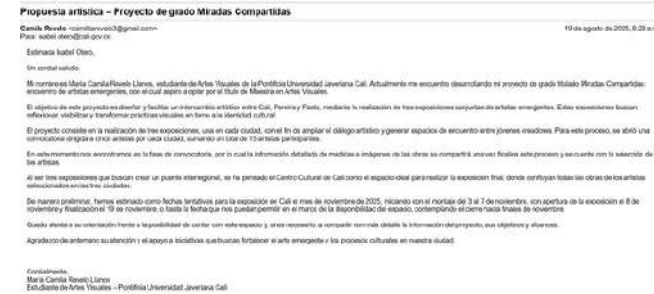 Propuesta artística – Proyecto de grado Miradas Compartidas
Camila Revelo <camillarevelo3@gmail.com>
19 de agosto de 2025, 8:29
Para: isabel.otero@cali.gov.co
Estimada Isabel Otero,
Un cordial saludo.
Mi nombre es María Camila Revelo Llanos, estudiante de Artes Visuales de la Pontificia Universidad Javeriana Cali. Actualmente me encuentro desarrollando mi proyecto de grado titulado Miradas Compartidas:
encuentro de artistas emergentes, con el cual aspiro a optar por el título de Maestra en Artes Visuales.
El objetivo de este proyecto es diseñar y facilitar un intercambio artístico entre Cali, Pereira y Pasto, mediante la realización de tres exposiciones conjuntas de artistas emergentes. Estas exposiciones buscan
reflexionar, visibilizar y transformar prácticas visuales en torno a la identidad cultural.
El proyecto consiste en la realización de tres exposiciones, una en cada ciudad, con el fin de ampliar el diálogo artístico y generar espacios de encuentro entre jóvenes creadores. Para este proceso, se abrió una
convocatoria dirigida a cinco artistas por cada ciudad, sumando un total de 15 artistas participantes.
En este momento nos encontramos en la fase de convocatoria, por lo cual la información detallada de medidas e imágenes de las obras se compartirá una vez finalice este proceso y se cuente con la selección de
los artistas.
Al ser tres exposiciones que buscan crear un puente interregional, se ha pensado el Centro Cultural de Cali como el espacio ideal para realizar la exposición final, donde confluyan todas las obras de los artistas
seleccionados en las tres ciudades.
De manera preliminar, hemos estimado como fechas tentativas para la exposición en Cali el mes de noviembre de 2025, iniciando con el montaje del 3 al 7 de noviembre, con apertura de la exposición el 8 de
noviembre y finalización el 19 de noviembre, o hasta la fecha que nos puedan permitir en el marco de la disponibilidad del espacio, contemplando el cierre hacia finales de noviembre.
Quedo atenta a su orientación frente a la posibilidad de contar con este espacio y, si es necesario, a compartir con más detalle la información del proyecto, sus objetivos y alcances.
Agradezco de antemano su atención y el apoyo a iniciativas que buscan fortalecer el arte emergente y los procesos culturales en nuestra ciudad.
Cordialmente,
María Camila Revelo Llanos
Estudiante de Artes Visuales – Pontificia Universidad Javeriana Cali